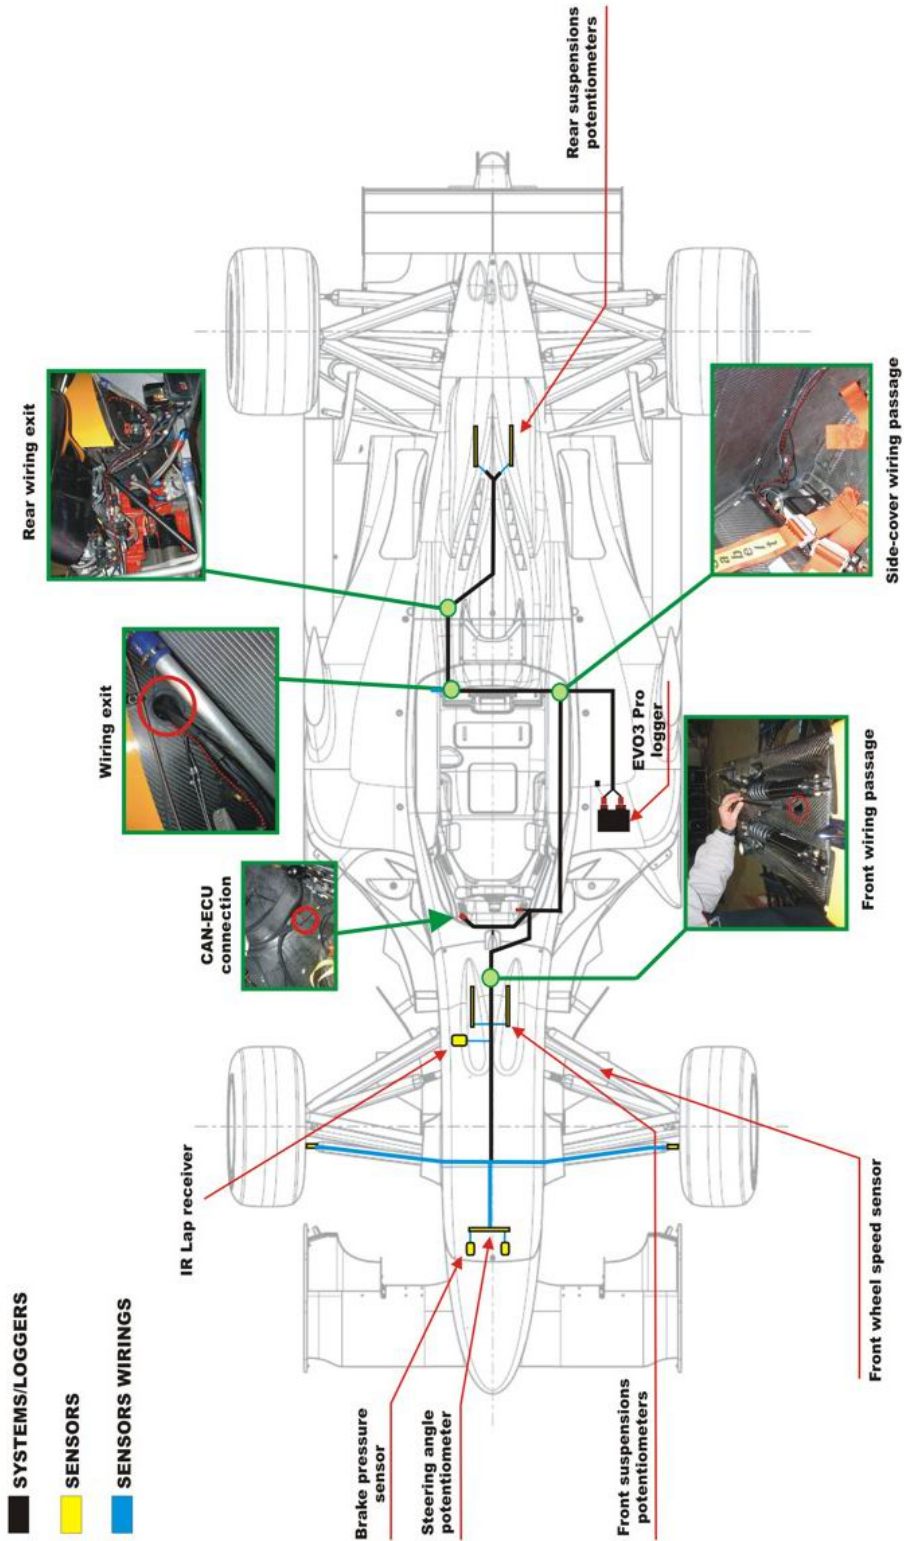 SYSTEMS/LOGGERS
SENSORS
SENSORS WIRINGS
IR Lap receiver
CAN-ECU
connection
Wiring exit
Rear wiring exit
Brake pressure
sensor
Steering angle
potentiometer
Front suspensions
potentiometers
Front wheel speed sensor
Front wiring passage
EVO3 Pro
logger
Side-cover wiring passage
Rear suspensions
potentiometers
sabelt